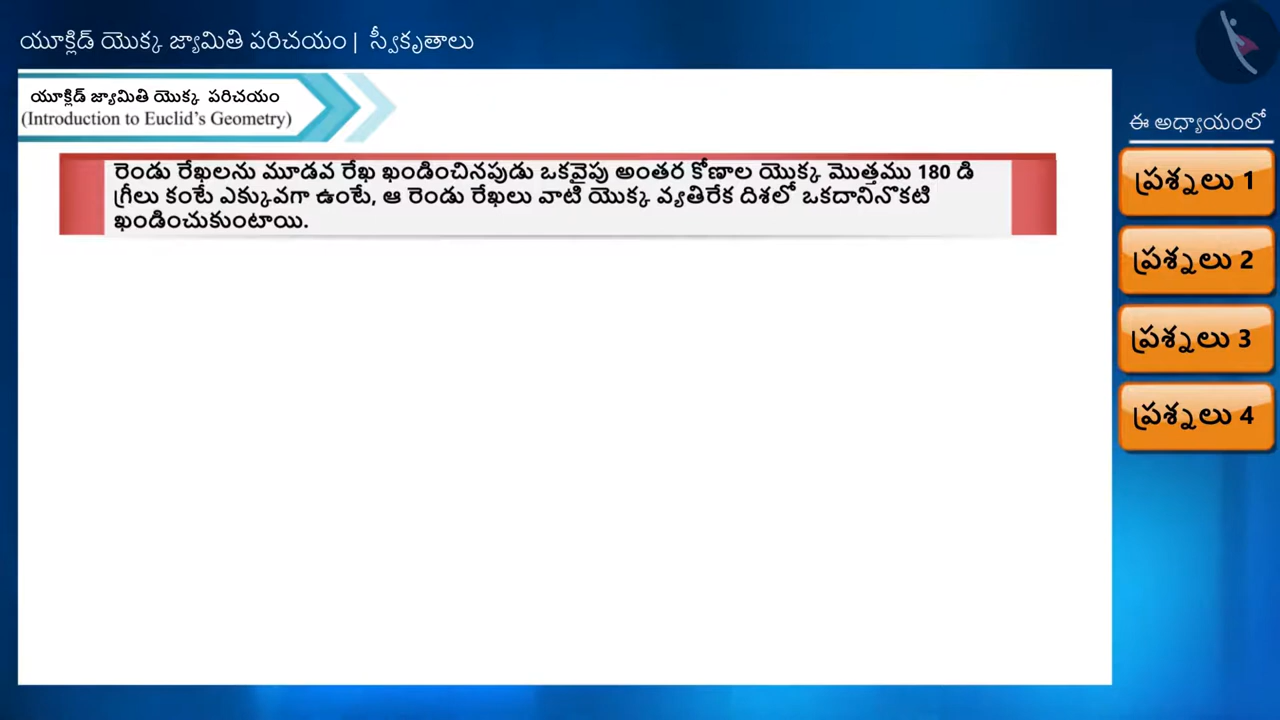 యూక్లిడ్ యొక్క జ్యామితి పరిచయం | స్వీకృతాలు
యూక్లిడ్ జ్యామితి యొక్క పరిచయం
(Introduction to Euclid's Geometry)
రెండు రేఖలను మూడవ రేఖ ఖండించినపుడు ఒకవైపు అంతర కోణాల యొక్క మొత్తము 180 డి
గ్రీలు కంటే ఎక్కువగా ఉంటే, ఆ రెండు రేఖలు వాటి యొక్క వ్యతిరేక దిశలో ఒకదానినొకటి
ఖండించుకుంటాయి.
ఈ అధ్యాయంలో
ప్రశ్నలు 1
ప్రశ్నలు 2
ప్రశ్నలు 3
ప్రశ్నలు 4